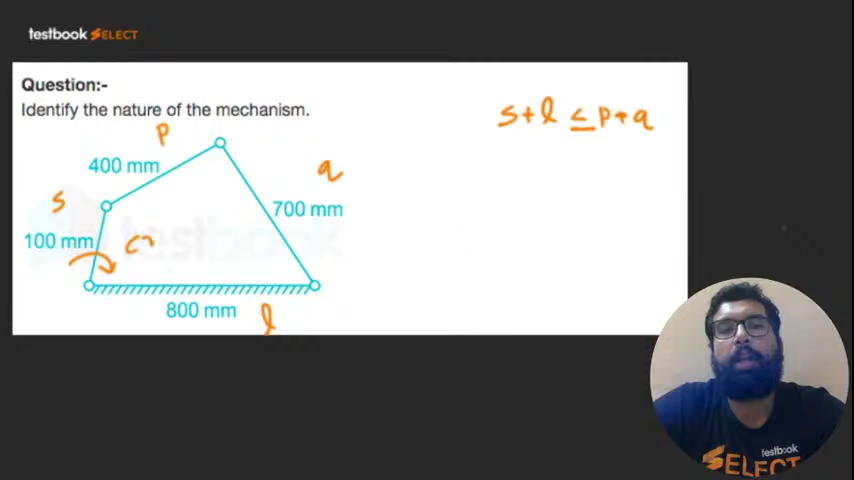 testbook SELECT
Question:-
Identify the nature of the mechanism.
s+l ≤ p+q
p
400 mm
q
s
700 mm
100 mm
testbook
800 mm
l
testbook
SELECT